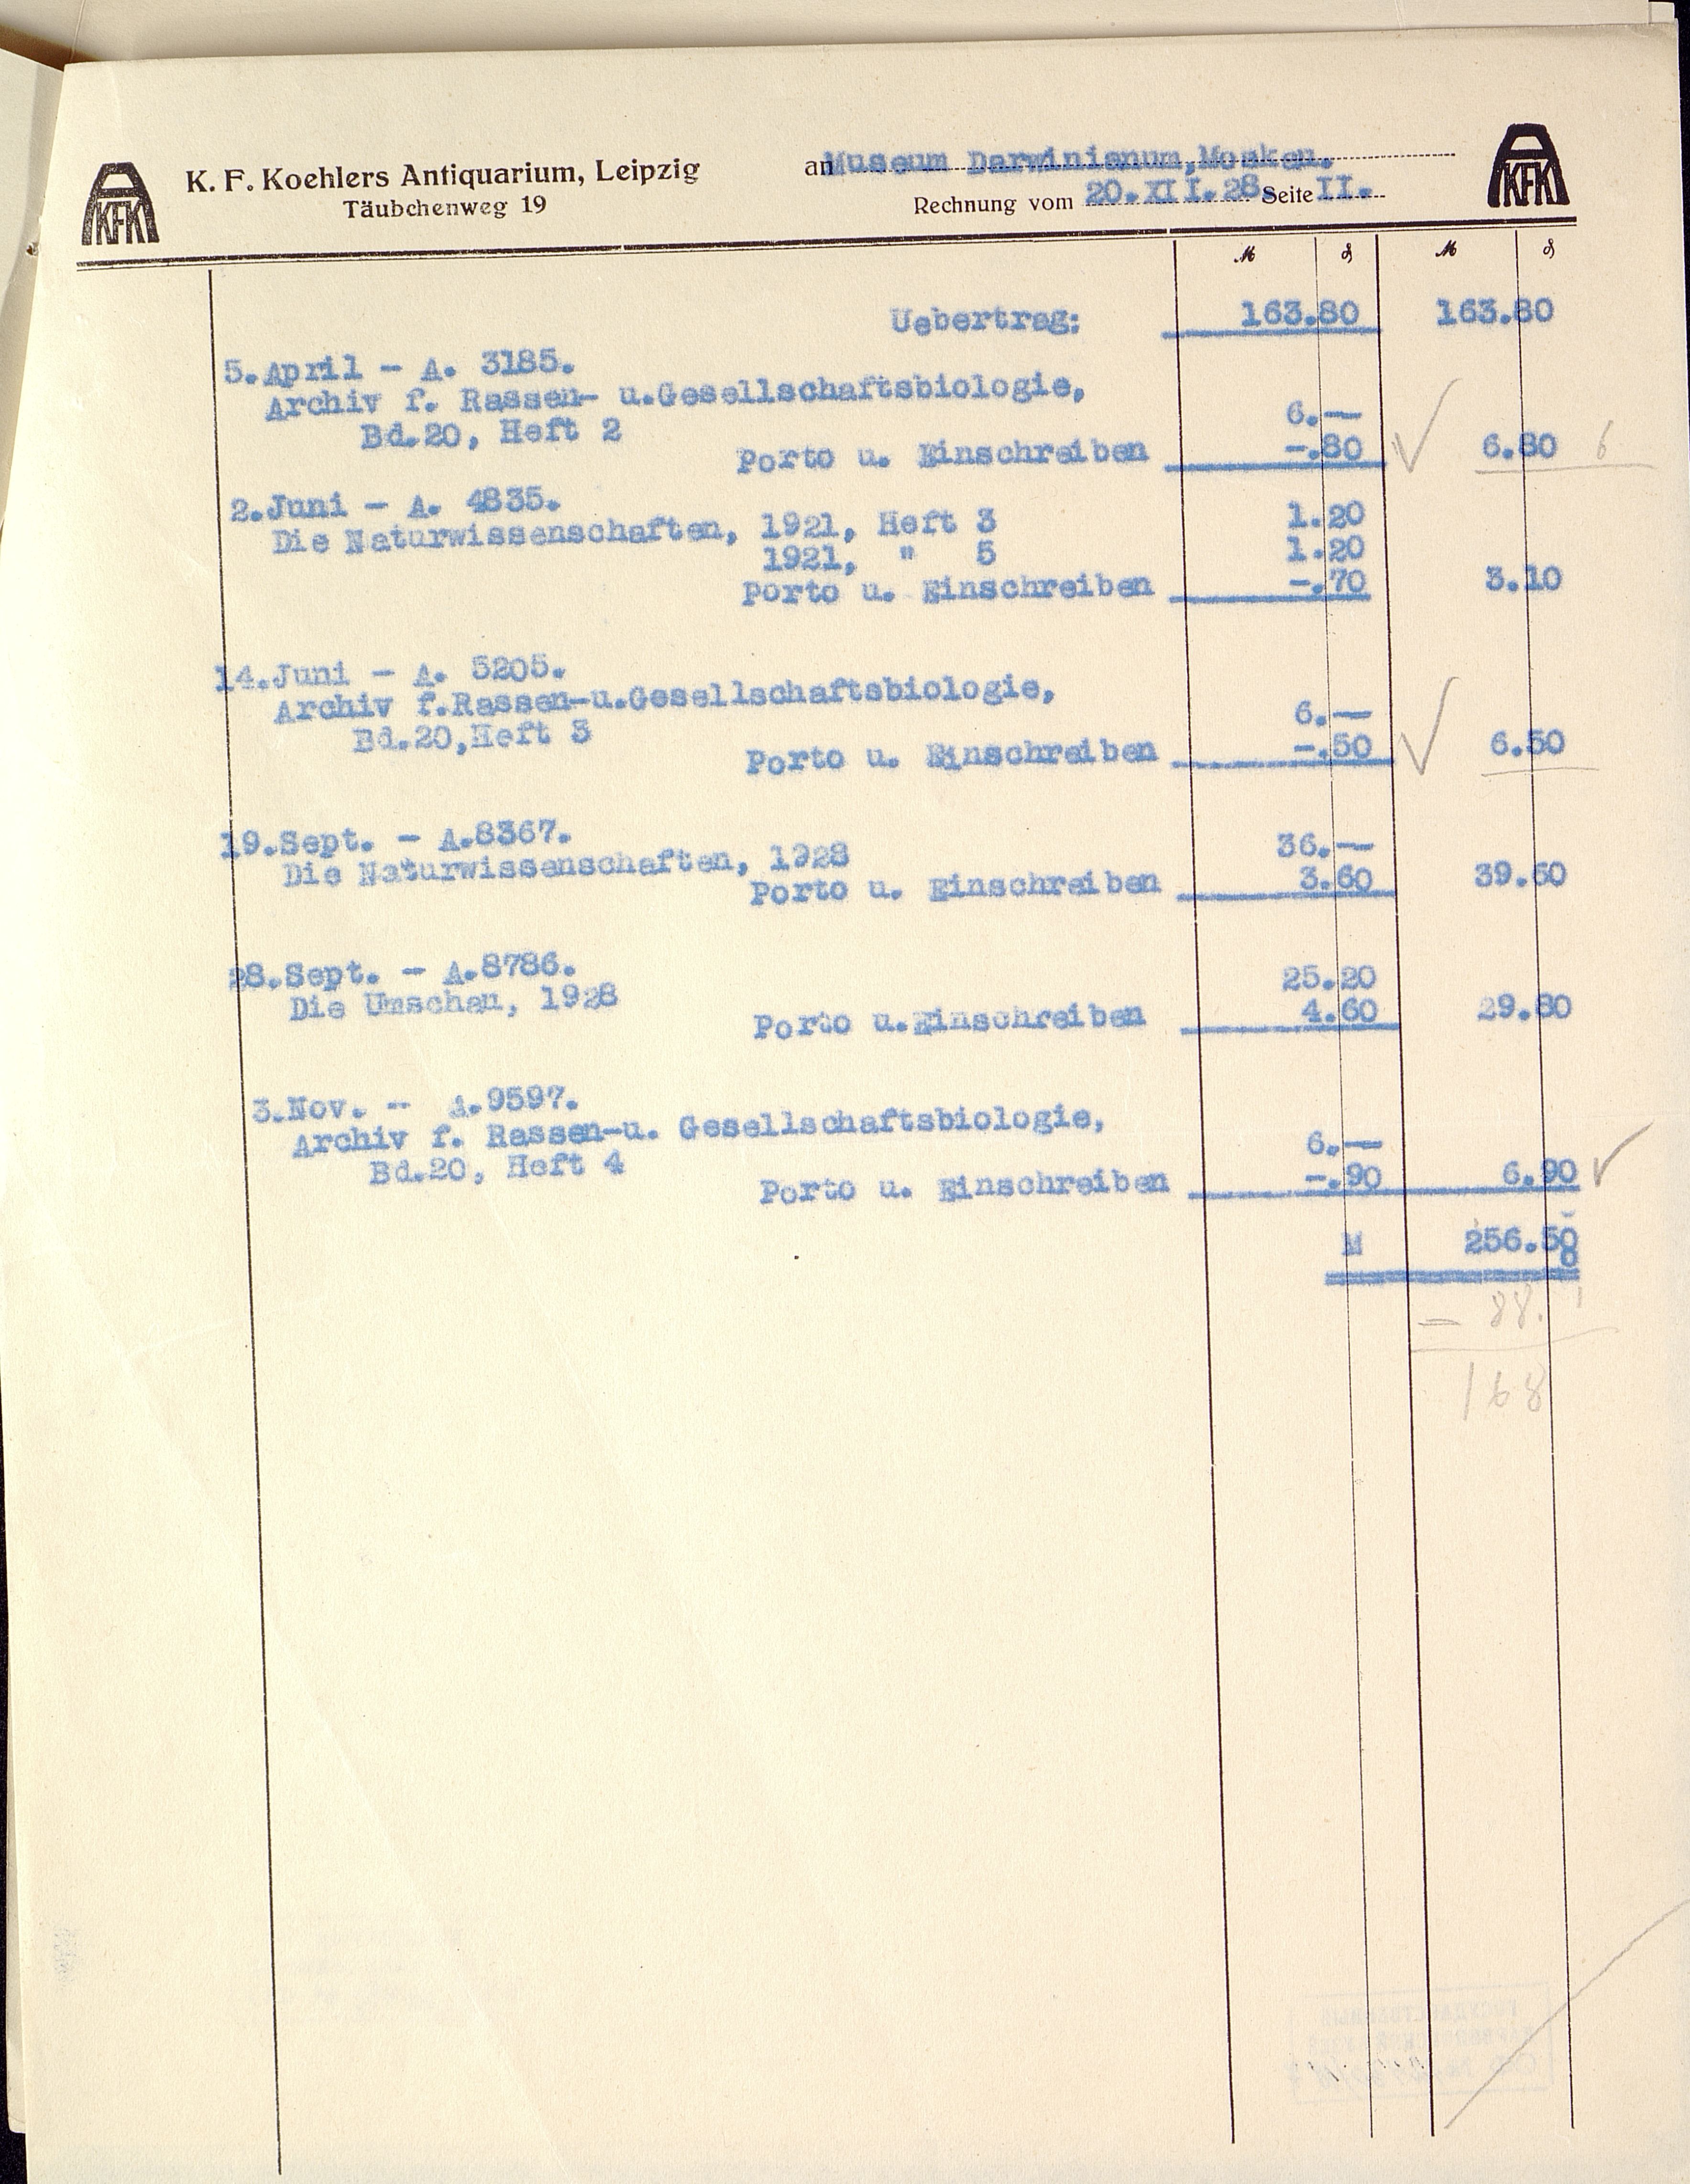 KFK
K. F. Koehlers Antiquarium, Leipzig
Täubchenweg 19
an Museum Darwinianum, Moskau.
Rechnung vom 20.XII.28. Seite II.
KFK
M ₰ M ₰
Uebertrag: 163.80 163.80
5.April - A. 3185.
Archiv f. Rassen- u.Gesellschaftsbiologie,
Bd.20, Heft 2 6.—
Porto u. Einschreiben -.80 6.80 6
2.Juni - A. 4835.
Die Naturwissenschaften, 1921, Heft 3 1.20
1921, " 5 1.20
Porto u. Einschreiben -.70 3.10
14.Juni - A. 5205.
Archiv f.Rassen-u.Gesellschaftsbiologie,
Bd.20,Heft 3 6.—
Porto u. Einschreiben -.50 6.50
19.Sept. - A.8367.
Die Naturwissenschaften, 1928 36.—
Porto u. Einschreiben 3.60 39.60
28.Sept. - A.8786.
Die Umschau, 1928 25.20
Porto u.Einschreiben 4.60 29.80
3.Nov. - A.9597.
Archiv f. Rassen-u. Gesellschaftsbiologie,
Bd.20, Heft 4 6.—
Porto u. Einschreiben -.90 6.90
M 256.50
- 88.
168